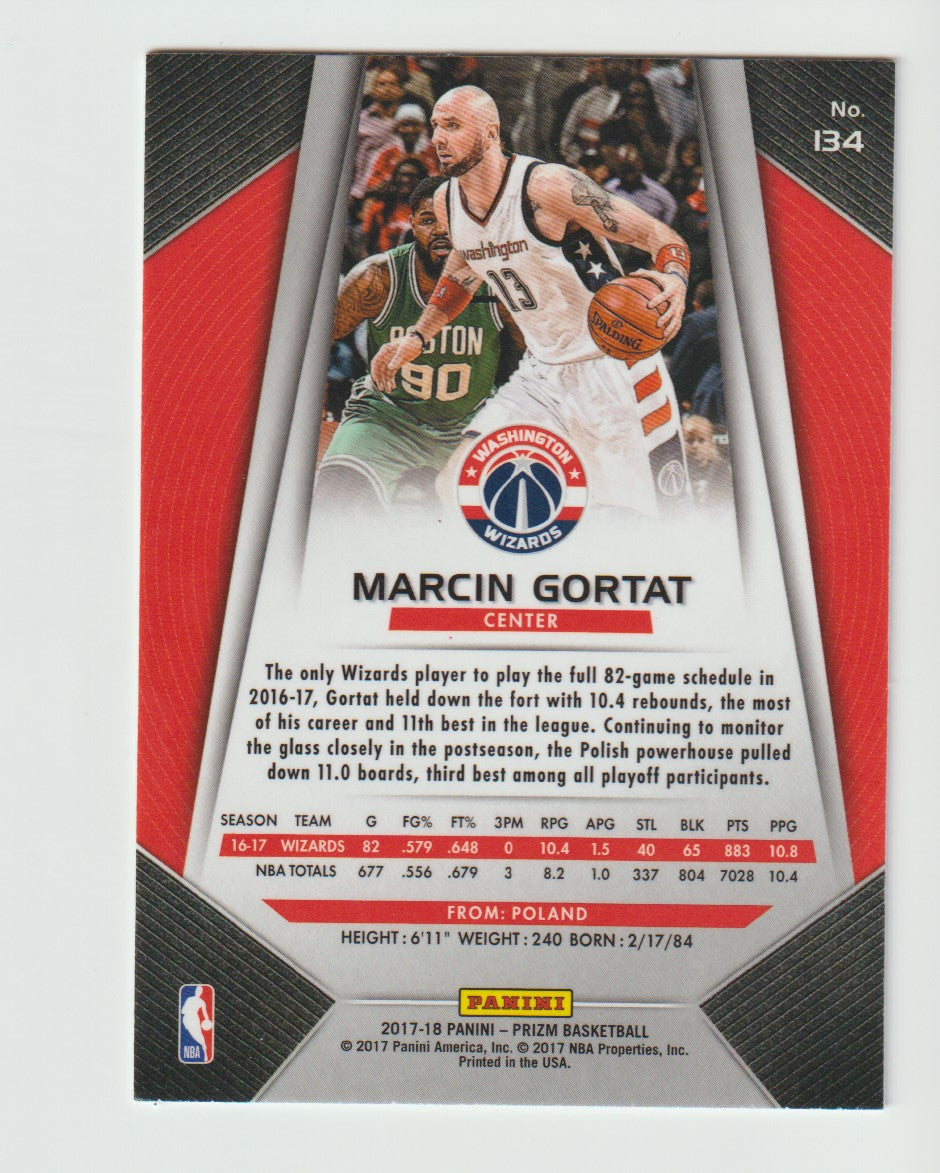 No.
134
Washington
13
BOSTON
90
SPALDING
WASHINGTON
WIZARDS
MARCIN GORTAT
CENTER
The only Wizards player to play the full 82-game schedule in
2016-17, Gortat held down the fort with 10.4 rebounds, the most
of his career and 11th best in the league. Continuing to monitor
the glass closely in the postseason, the Polish powerhouse pulled
down 11.0 boards, third best among all playoff participants.
SEASON TEAM G FG% FT% 3PM RPG APG STL BLK PTS PPG
16-17 WIZARDS 82 .579 .648 0 10.4 1.5 40 65 883 10.8
NBA TOTALS 677 .556 .679 3 8.2 1.0 337 804 7028 10.4
FROM: POLAND
HEIGHT: 6'11" WEIGHT: 240 BORN: 2/17/84
PANINI
2017-18 PANINI – PRIZM BASKETBALL
© 2017 Panini America, Inc. © 2017 NBA Properties, Inc.
Printed in the USA.
NBA